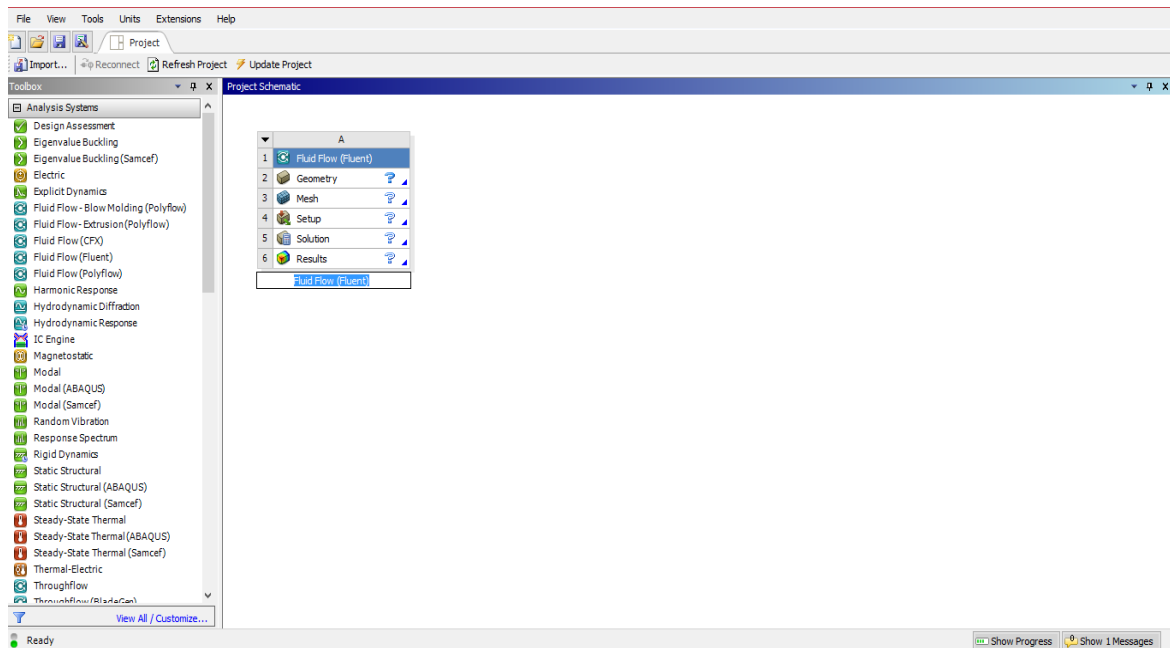 File View Tools Units Extensions Help
Project
Import... Reconnect Refresh Project Update Project
Toolbox
Project Schematic
Analysis Systems
Design Assessment
Eigenvalue Buckling
Eigenvalue Buckling (Samcef)
Electric
Explicit Dynamics
Fluid Flow - Blow Molding (Polyflow)
Fluid Flow - Extrusion (Polyflow)
Fluid Flow (CFX)
Fluid Flow (Fluent)
Fluid Flow (Polyflow)
Harmonic Response
Hydrodynamic Diffraction
Hydrodynamic Response
IC Engine
Magnetostatic
Modal
Modal (ABAQUS)
Modal (Samcef)
Random Vibration
Response Spectrum
Rigid Dynamics
Static Structural
Static Structural (ABAQUS)
Static Structural (Samcef)
Steady-State Thermal
Steady-State Thermal (ABAQUS)
Steady-State Thermal (Samcef)
Thermal-Electric
Throughflow
Throughflow (BladeGen)
View All / Customize...
A
1 Fluid Flow (Fluent)
2 Geometry ?
3 Mesh ?
4 Setup ?
5 Solution ?
6 Results ?
Fluid Flow (Fluent)
Ready
Show Progress Show 1 Messages